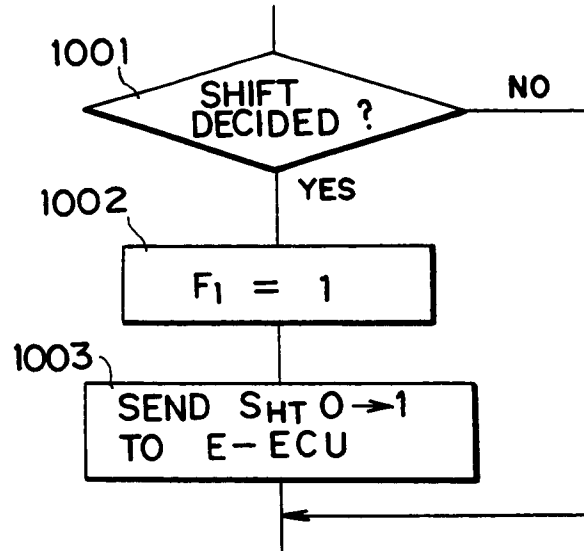 1001
SHIFT
DECIDED ?
NO
YES
1002
F1 = 1
1003
SEND SHT 0→1
TO E-ECU